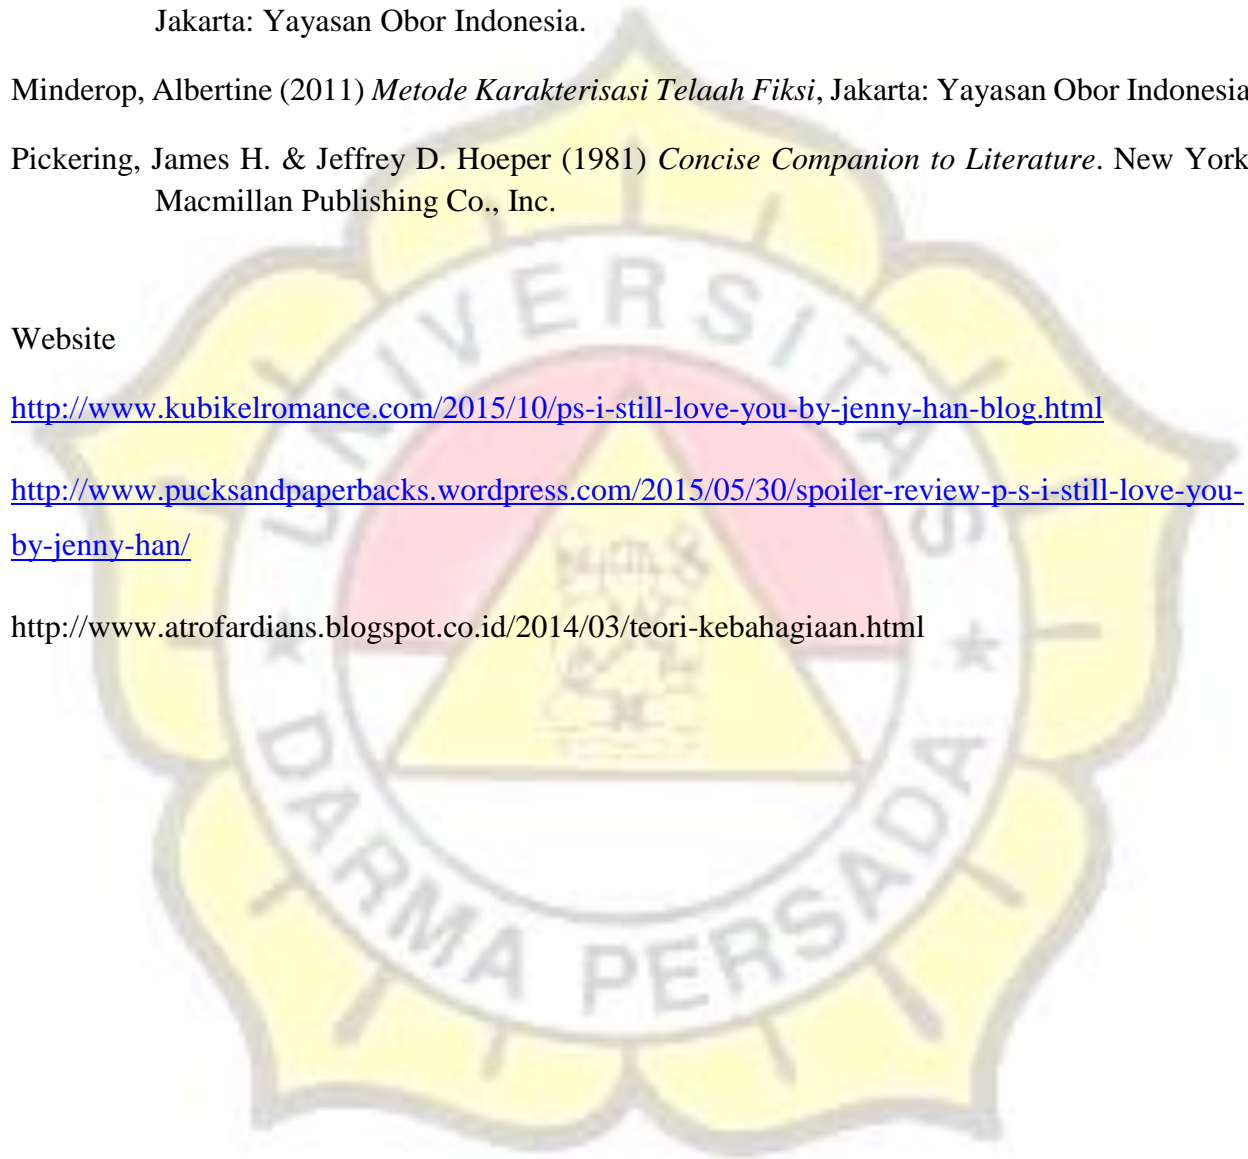 Jakarta: Yayasan Obor Indonesia.
Minderop, Albertine (2011) Metode Karakterisasi Telaah Fiksi, Jakarta: Yayasan Obor Indonesia
Pickering, James H. & Jeffrey D. Hoeper (1981) Concise Companion to Literature. New York
Macmillan Publishing Co., Inc.
Website
http://www.kubikelromance.com/2015/10/ps-i-still-love-you-by-jenny-han-blog.html
http://www.pucksandpaperbacks.wordpress.com/2015/05/30/spoiler-review-p-s-i-still-love-you-
by-jenny-han/
http://www.atrofardians.blogspot.co.id/2014/03/teori-kebahagiaan.html
UNIVERSITAS
DARMA PERSADA